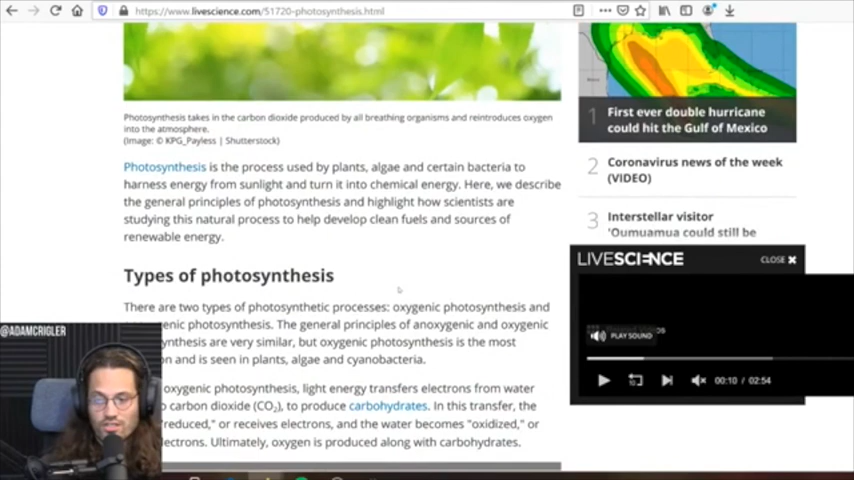 https://www.livescience.com/51720-photosynthesis.html
Photosynthesis takes in the carbon dioxide produced by all breathing organisms and reintroduces oxygen
into the atmosphere.
(Image: © KPG_Payless | Shutterstock)
Photosynthesis is the process used by plants, algae and certain bacteria to
harness energy from sunlight and turn it into chemical energy. Here, we describe
the general principles of photosynthesis and highlight how scientists are
studying this natural process to help develop clean fuels and sources of
renewable energy.
Types of photosynthesis
There are two types of photosynthetic processes: oxygenic photosynthesis and
enic photosynthesis. The general principles of anoxygenic and oxygenic
synthesis are very similar, but oxygenic photosynthesis is the most
on and is seen in plants, algae and cyanobacteria.
oxygenic photosynthesis, light energy transfers electrons from water
carbon dioxide (CO₂), to produce carbohydrates. In this transfer, the
"reduced," or receives electrons, and the water becomes "oxidized," or
ectrons. Ultimately, oxygen is produced along with carbohydrates.
1 First ever double hurricane
could hit the Gulf of Mexico
2 Coronavirus news of the week
(VIDEO)
3 Interstellar visitor
'Oumuamua could still be
LIVESCIENCE
CLOSE
PLAY SOUND
00:10 / 02:54
@ADAMCRIGLER